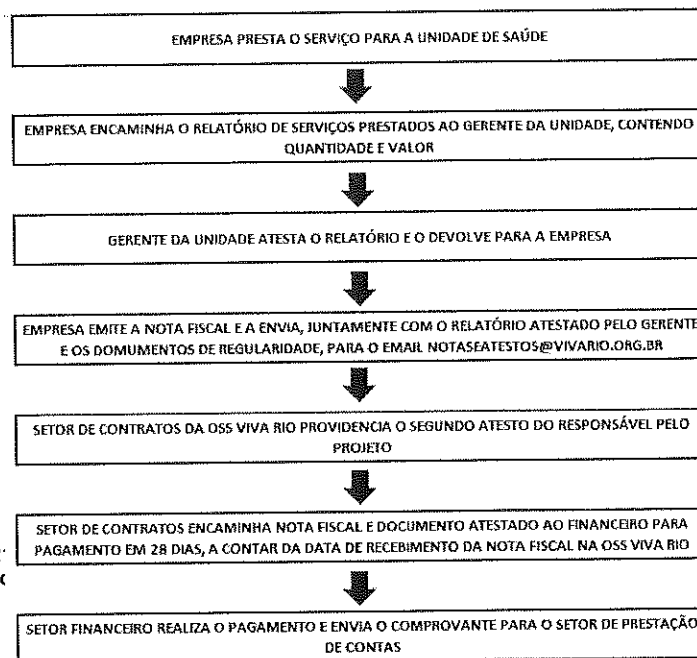 EMPRESA PRESTA O SERVIÇO PARA A UNIDADE DE SAÚDE
EMPRESA ENCAMINHA O RELATÓRIO DE SERVIÇOS PRESTADOS AO GERENTE DA UNIDADE, CONTENDO
QUANTIDADE E VALOR
GERENTE DA UNIDADE ATESTA O RELATÓRIO E O DEVOLVE PARA A EMPRESA
EMPRESA EMITE A NOTA FISCAL E A ENVIA, JUNTAMENTE COM O RELATÓRIO ATESTADO PELO GERENTE
E OS DOMUMENTOS DE REGULARIDADE, PARA O EMAIL NOTASEATESTOS@VIVARIO.ORG.BR
SETOR DE CONTRATOS DA OSS VIVA RIO PROVIDENCIA O SEGUNDO ATESTO DO RESPONSÁVEL PELO
PROJETO
SETOR DE CONTRATOS ENCAMINHA NOTA FISCAL E DOCUMENTO ATESTADO AO FINANCEIRO PARA
PAGAMENTO EM 28 DIAS, A CONTAR DA DATA DE RECEBIMENTO DA NOTA FISCAL NA OSS VIVA RIO
SETOR FINANCEIRO REALIZA O PAGAMENTO E ENVIA O COMPROVANTE PARA O SETOR DE PRESTAÇÃO
DE CONTAS